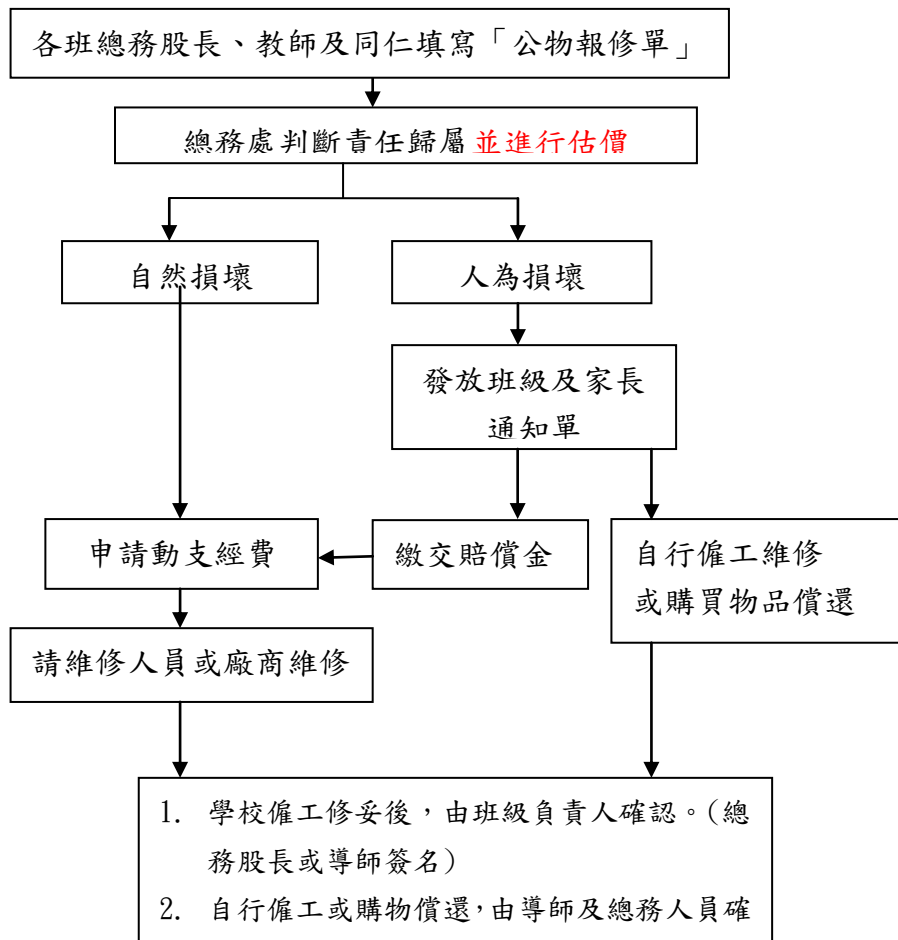 各班總務股長、教師及同仁填寫「公物報修單」
總務處判斷責任歸屬並進行估價
自然損壞
人為損壞
發放班級及家長
通知單
申請動支經費
繳交賠償金
自行僱工維修
或購買物品償還
請維修人員或廠商維修
1. 學校僱工修妥後，由班級負責人確認。(總
務股長或導師簽名)
2. 自行僱工或購物償還，由導師及總務人員確